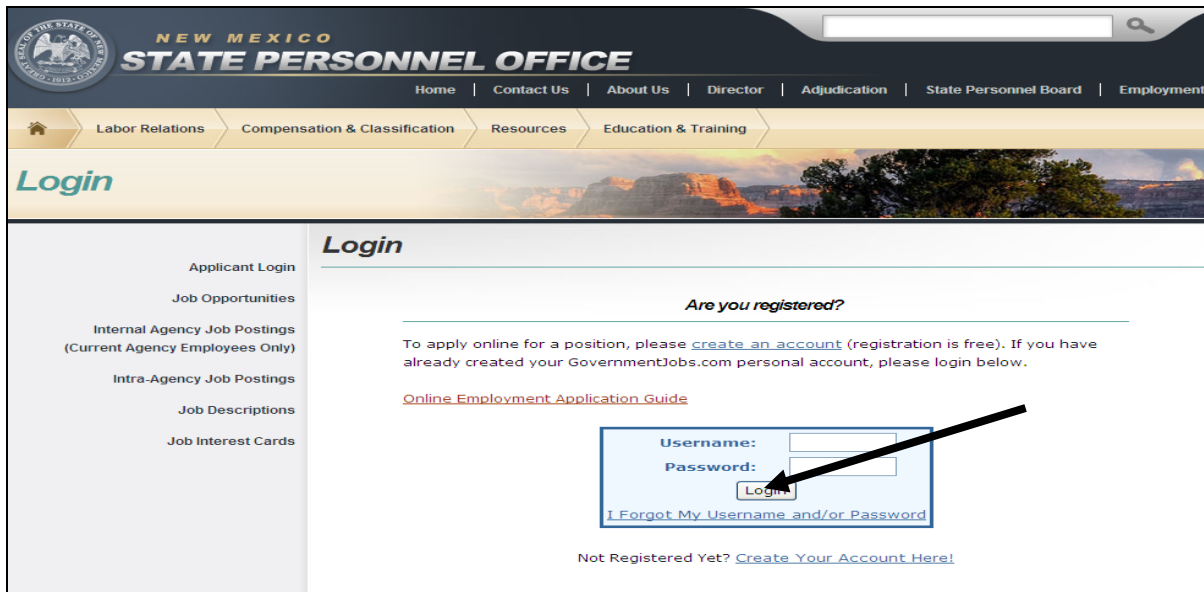 NEW MEXICO
STATE PERSONNEL OFFICE
Home | Contact Us | About Us | Director | Adjudication | State Personnel Board | Employment
Labor Relations Compensation & Classification Resources Education & Training
Login
Login
Applicant Login
Job Opportunities
Internal Agency Job Postings
(Current Agency Employees Only)
Intra-Agency Job Postings
Job Descriptions
Job Interest Cards
Are you registered?
To apply online for a position, please create an account (registration is free). If you have
already created your GovernmentJobs.com personal account, please login below.
Online Employment Application Guide
Username:
Password:
Login
I Forgot My Username and/or Password
Not Registered Yet? Create Your Account Here!